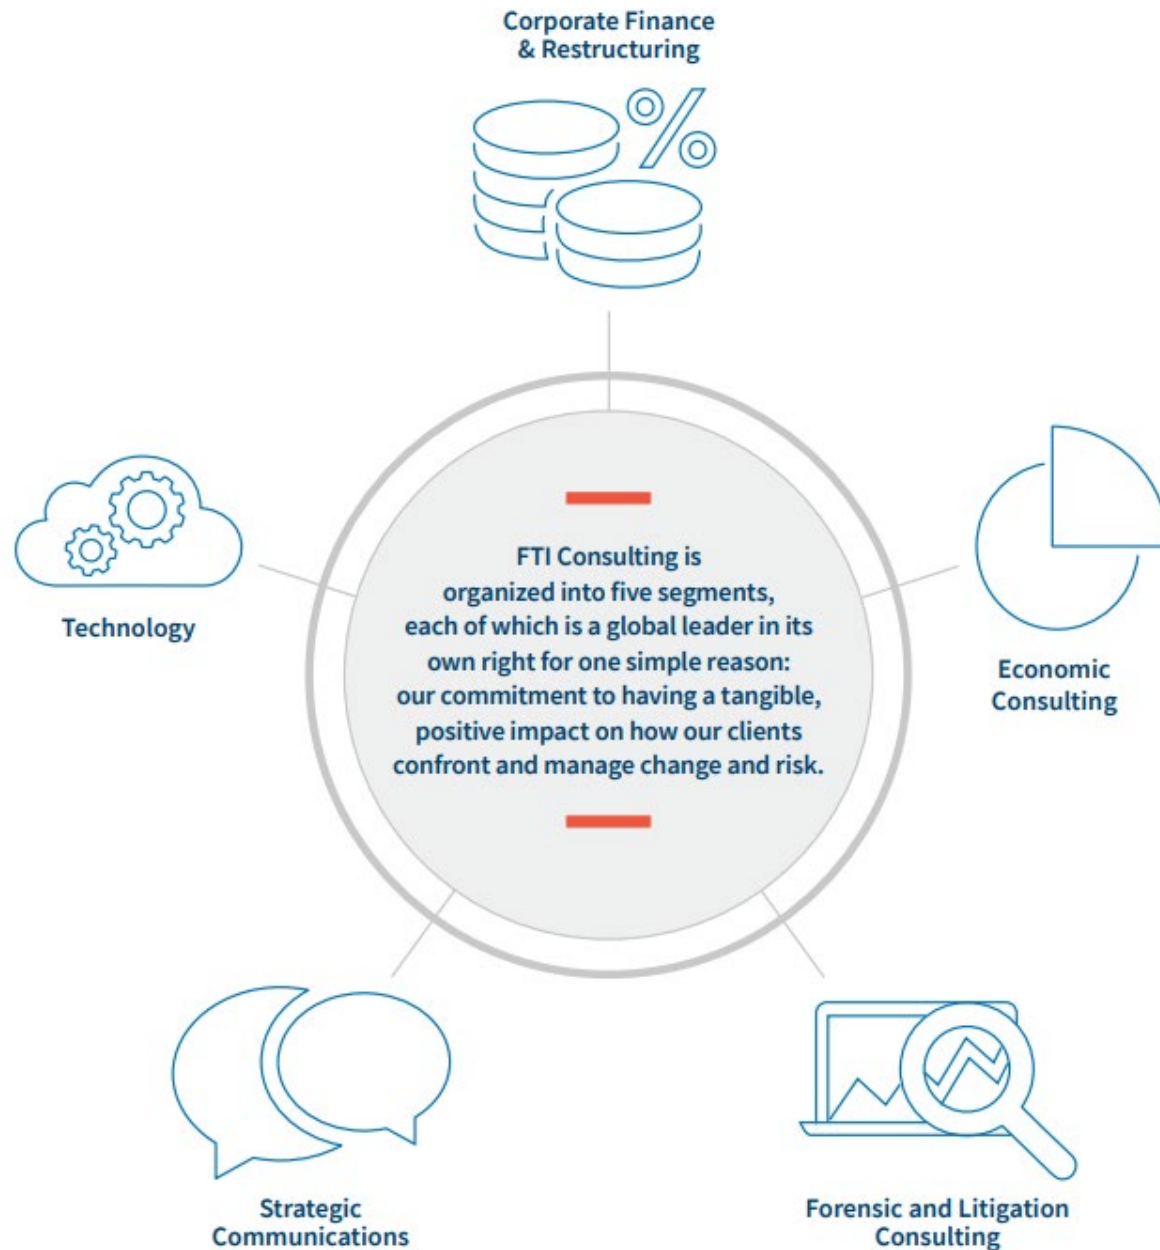 Corporate Finance
& Restructuring
%
Technology
FTI Consulting is
organized into five segments,
each of which is a global leader in its
own right for one simple reason:
our commitment to having a tangible,
positive impact on how our clients
confront and manage change and risk.
Economic
Consulting
Strategic
Communications
Forensic and Litigation
Consulting